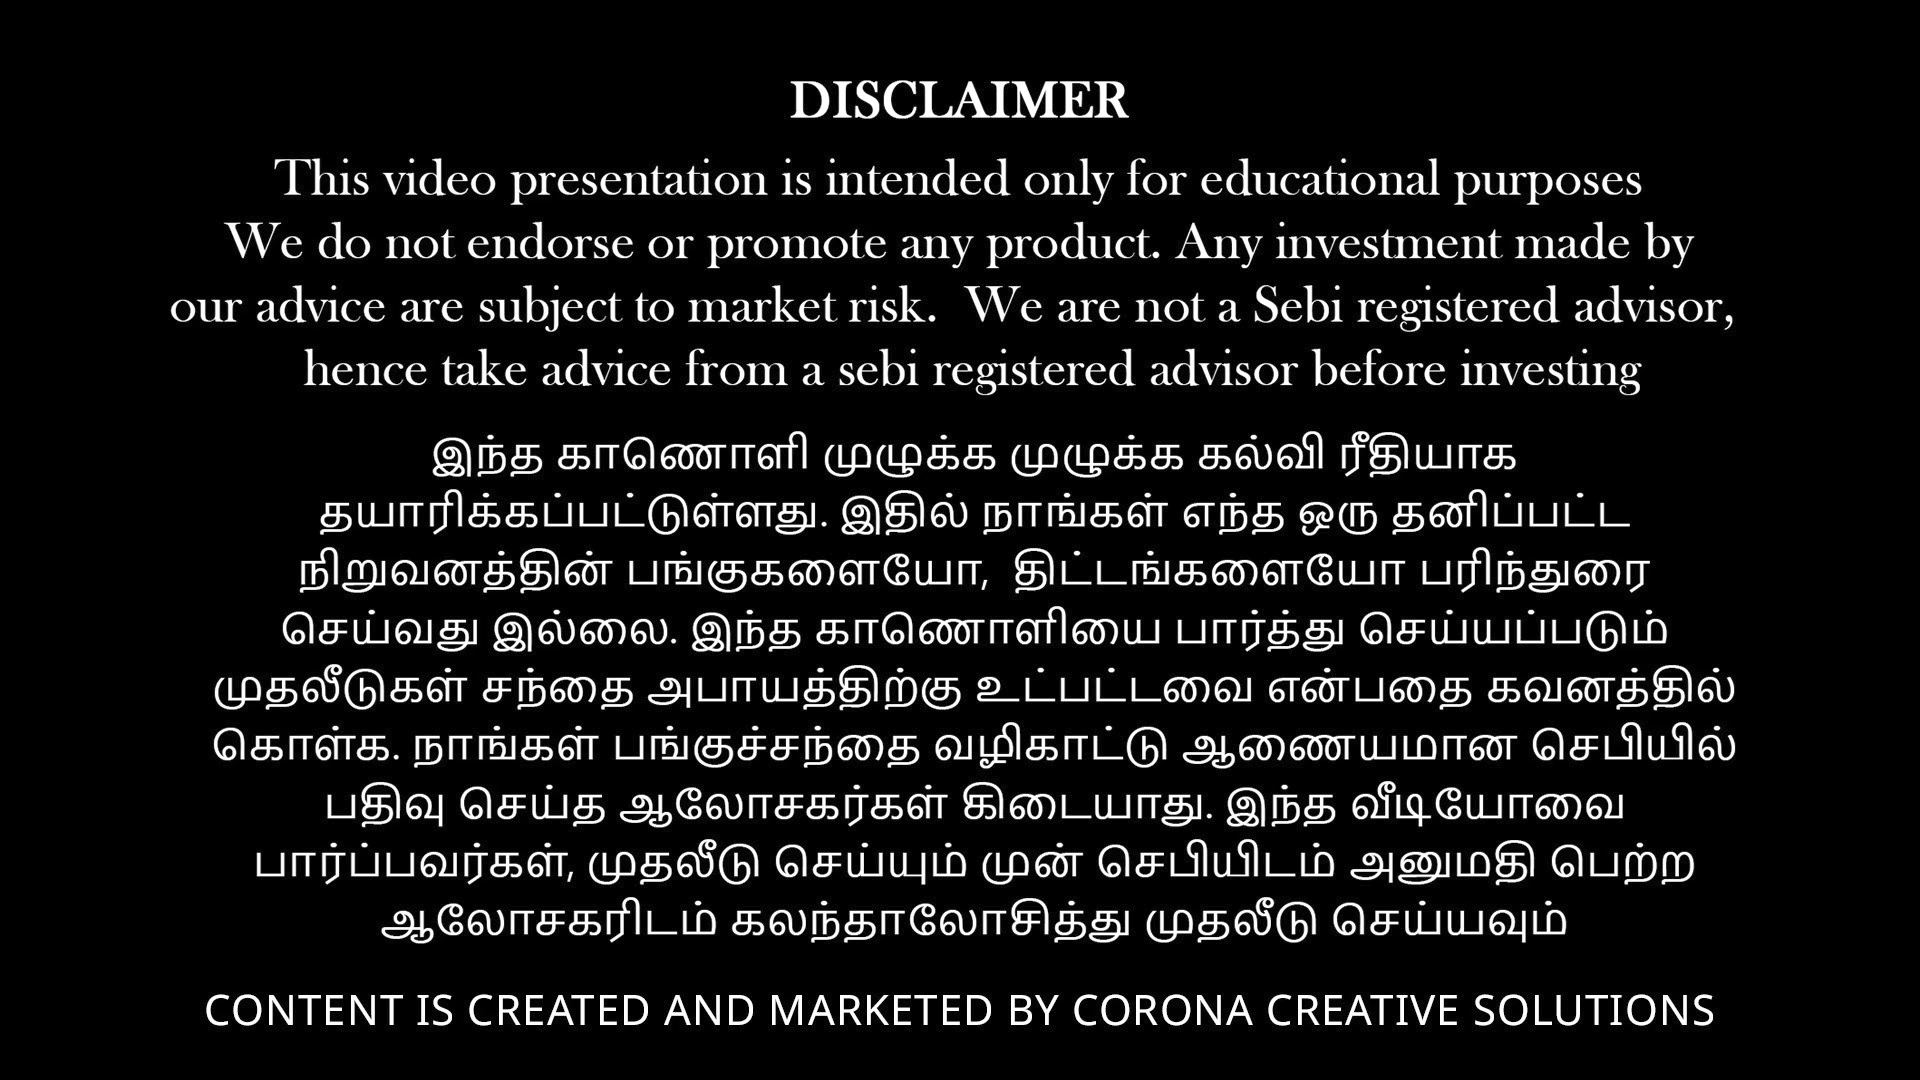 DISCLAIMER
This video presentation is intended only for educational purposes
We do not endorse or promote any product. Any investment made by
our advice are subject to market risk.  We are not a Sebi registered advisor,
hence take advice from a sebi registered advisor before investing
இந்த காணொளி முழுக்க முழுக்க கல்வி ரீதியாக
தயாரிக்கப்பட்டுள்ளது. இதில் நாங்கள் எந்த ஒரு தனிப்பட்ட
நிறுவனத்தின் பங்குகளையோ,  திட்டங்களையோ பரிந்துரை
செய்வது இல்லை. இந்த காணொளியை பார்த்து செய்யப்படும்
முதலீடுகள் சந்தை அபாயத்திற்கு உட்பட்டவை என்பதை கவனத்தில்
கொள்க. நாங்கள் பங்குச்சந்தை வழிகாட்டு ஆணையமான செபியில்
பதிவு செய்த ஆலோசகர்கள் கிடையாது. இந்த வீடியோவை
பார்ப்பவர்கள், முதலீடு செய்யும் முன் செபியிடம் அனுமதி பெற்ற
ஆலோசகரிடம் கலந்தாலோசித்து முதலீடு செய்யவும்
CONTENT IS CREATED AND MARKETED BY CORONA CREATIVE SOLUTIONS